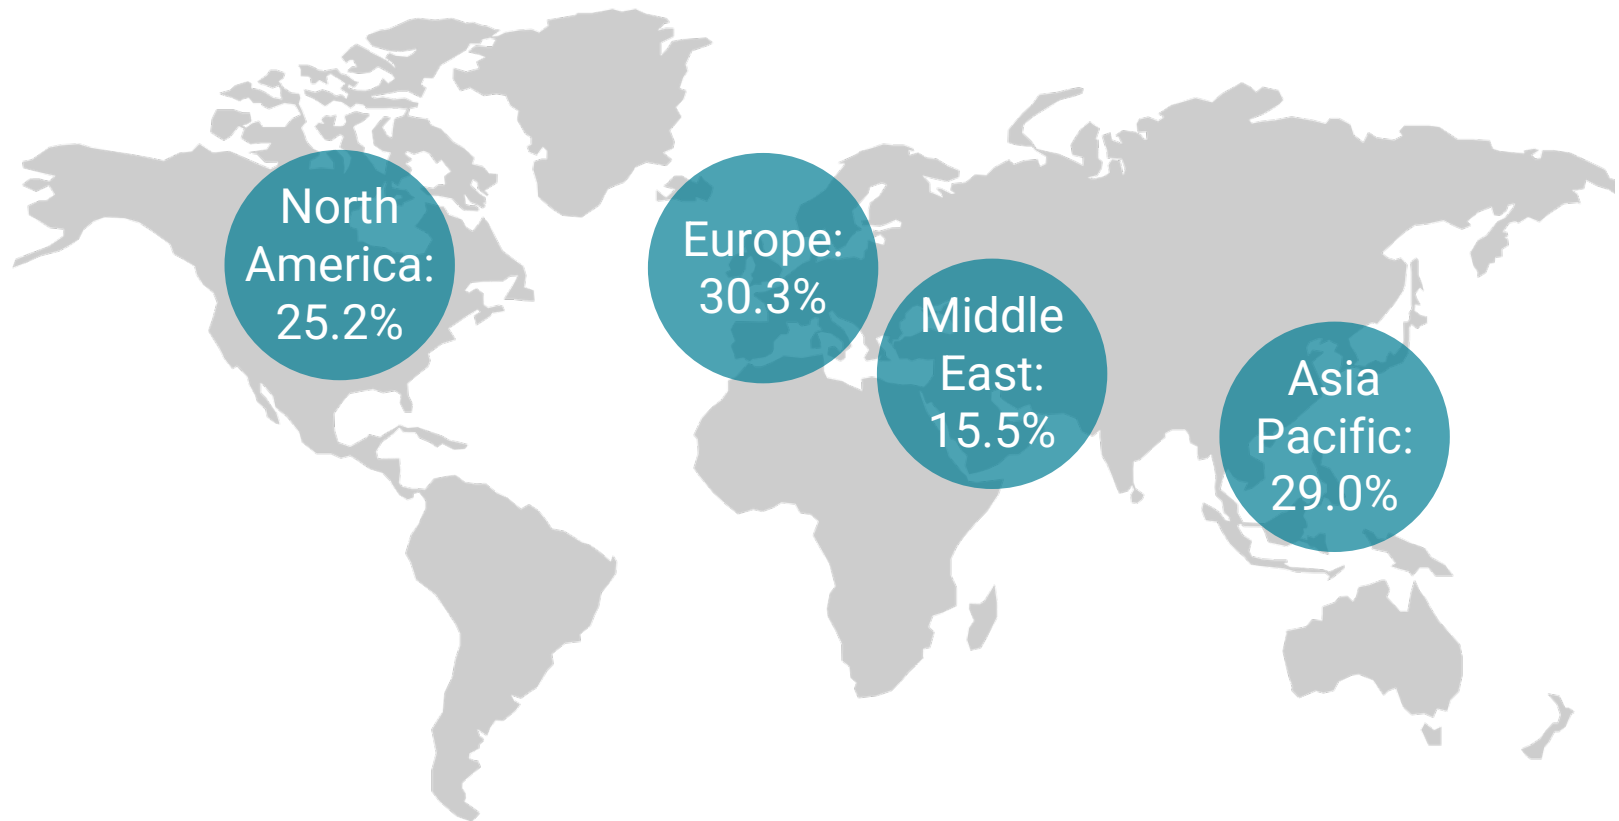 North
America:
25.2%
Europe:
30.3%
Middle
East:
15.5%
Asia
Pacific:
29.0%